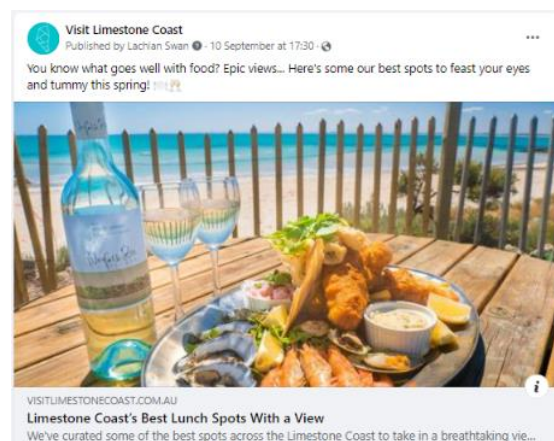 Visit Limestone Coast
Published by Lachlan Swan · 10 September at 17:30 ·
You know what goes well with food? Epic views... Here's some our best spots to feast your eyes
and tummy this spring!
VISITLIMESTONECOAST.COM.AU
Limestone Coast's Best Lunch Spots With a View
We've curated some of the best spots across the Limestone Coast to take in a breathtaking vie...